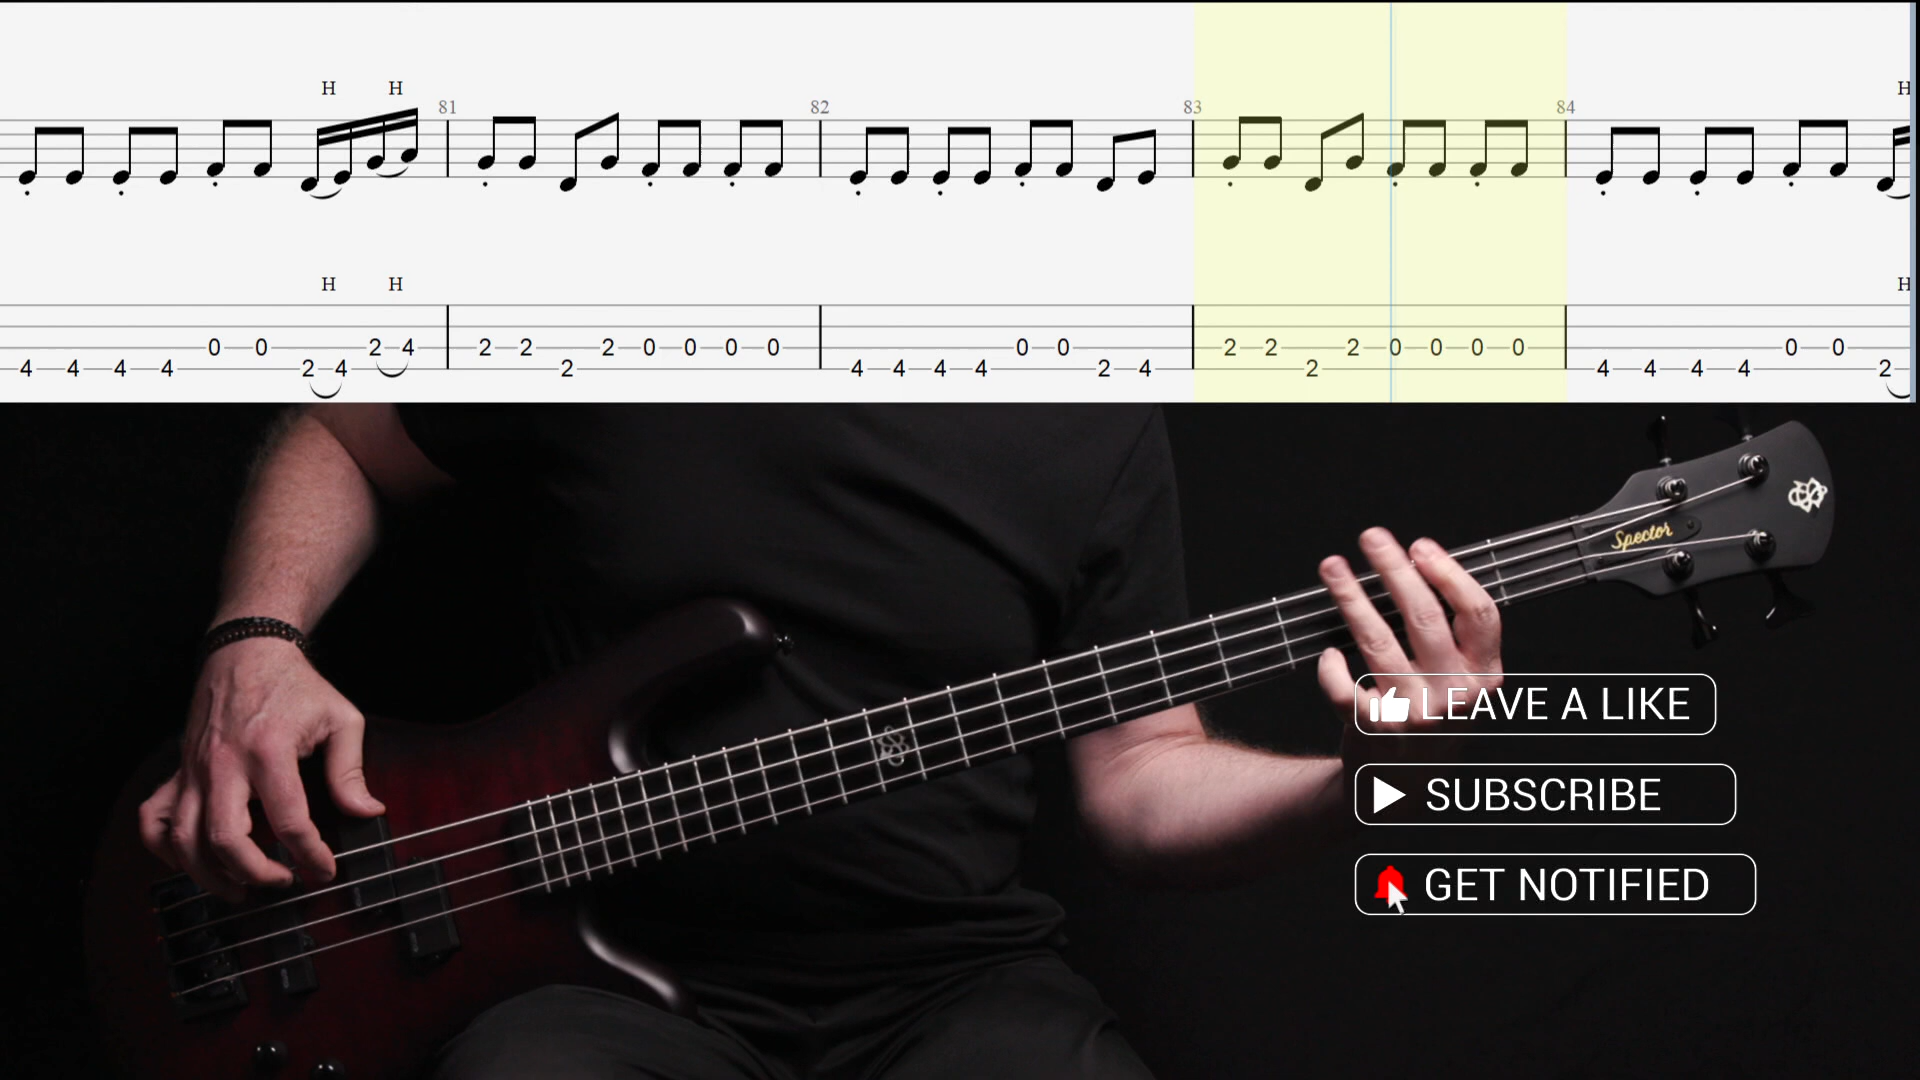 H H H
81 82 83 84
H H H
0 0 2 4 2 2 2 0 0 0 0 0 0 2 2 2 0 0 0 0 0 0
4 4 4 4 2 4 2 4 4 4 4 2 4 2 4 4 4 4 2
Spector
LEAVE A LIKE
SUBSCRIBE
GET NOTIFIED